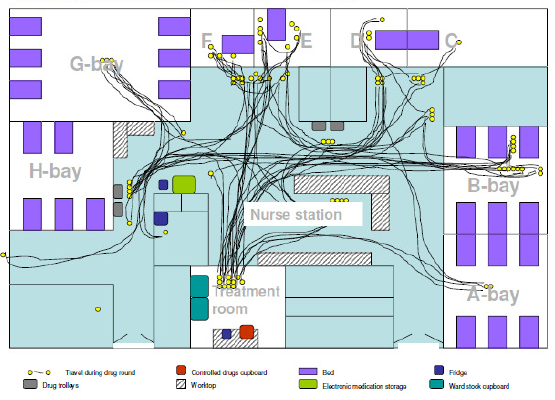 F E D C
G-bay
H-bay
B-bay
Nurse station
A-bay
Treatment
room
Travel during drug round Controlled drugs cupboard Bed Fridge
Drug trolleys Worktop Electronic medication storage Ward stock cupboard